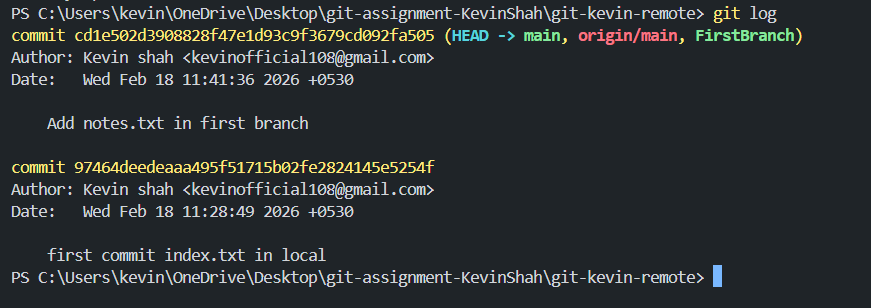 PS C:\Users\kevin\OneDrive\Desktop\git-assignment-KevinShah\git-kevin-remote> git log
commit cd1e502d3908828f47e1d93c9f3679cd092fa505 (HEAD -> main, origin/main, FirstBranch)
Author: Kevin shah <kevinofficial108@gmail.com>
Date:   Wed Feb 18 11:41:36 2026 +0530
    Add notes.txt in first branch
commit 97464deedeaaa495f51715b02fe2824145e5254f
Author: Kevin shah <kevinofficial108@gmail.com>
Date:   Wed Feb 18 11:28:49 2026 +0530
    first commit index.txt in local
PS C:\Users\kevin\OneDrive\Desktop\git-assignment-KevinShah\git-kevin-remote>